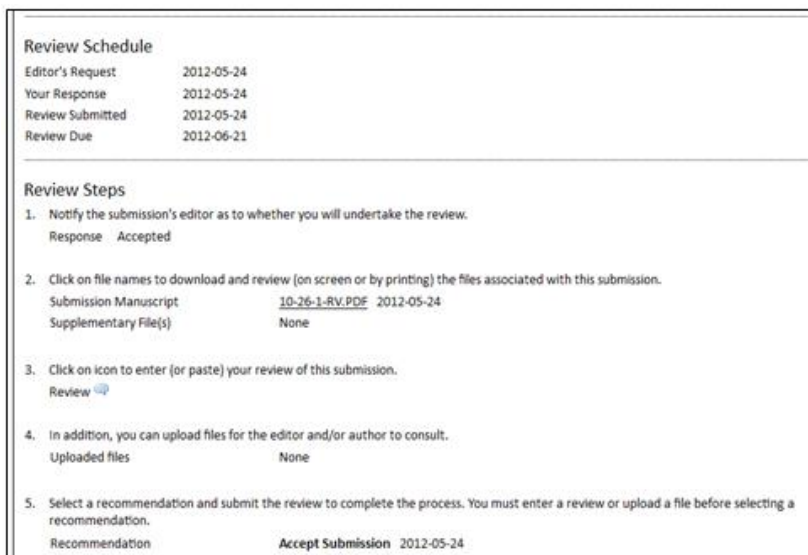 Review Schedule
Editor's Request 2012-05-24
Your Response 2012-05-24
Review Submitted 2012-05-24
Review Due 2012-06-21
Review Steps
1. Notify the submission's editor as to whether you will undertake the review.
Response Accepted
2. Click on file names to download and review (on screen or by printing) the files associated with this submission.
Submission Manuscript 10-26-1-RV.PDF 2012-05-24
Supplementary File(s) None
3. Click on icon to enter (or paste) your review of this submission.
Review
4. In addition, you can upload files for the editor and/or author to consult.
Uploaded files None
5. Select a recommendation and submit the review to complete the process. You must enter a review or upload a file before selecting a
recommendation.
Recommendation Accept Submission 2012-05-24